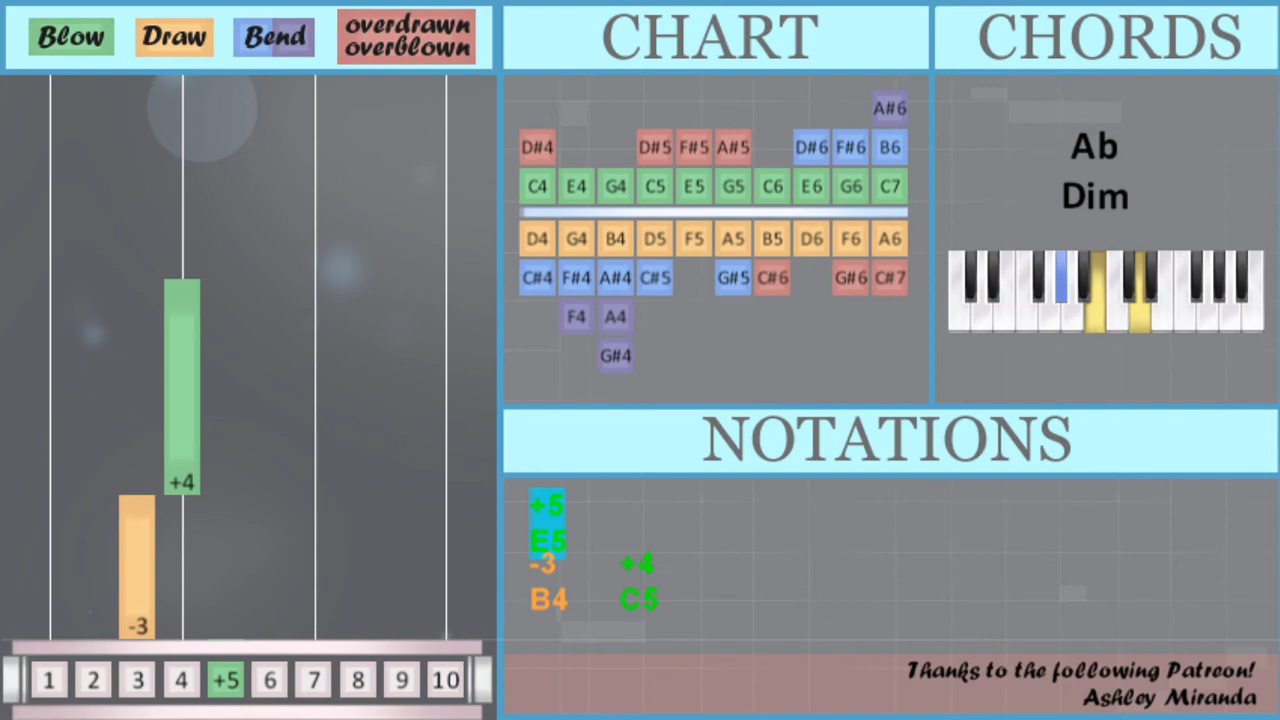 Blow Draw Bend overdrawn
overblown
CHART
CHORDS
A#6
D#4 D#5 F#5 A#5 D#6 F#6 B6
C4 E4 G4 C5 E5 G5 C6 E6 G6 C7
D4 G4 B4 D5 F5 A5 B5 D6 F6 A6
C#4 F#4 A#4 C#5 G#5 C#6 G#6 C#7
F4 A4
G#4
Ab
Dim
+4
-3
1 2 3 4 +5 6 7 8 9 10
NOTATIONS
+5
E5
-3 +4
B4 C5
Thanks to the following Patreon!
Ashley Miranda